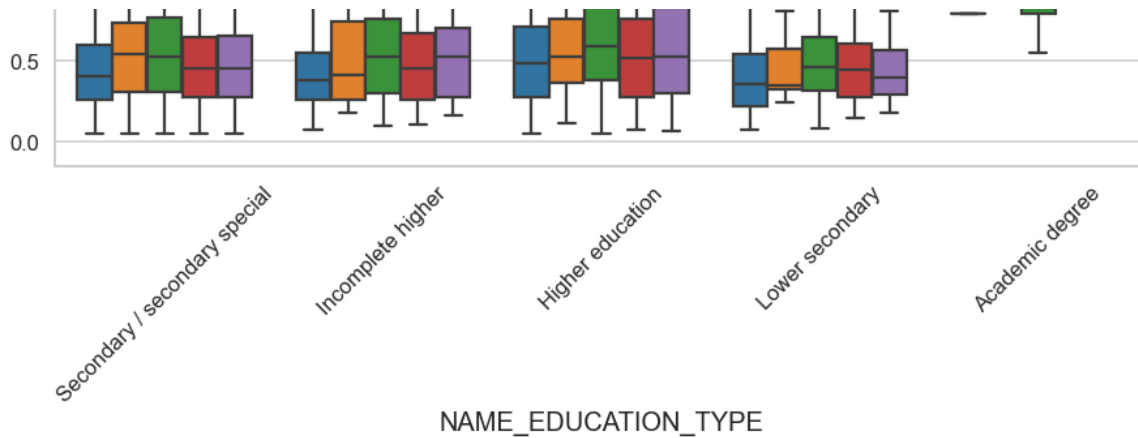 0.5
0.0
Secondary / secondary special
Incomplete higher
Higher education
Lower secondary
Academic degree
NAME_EDUCATION_TYPE